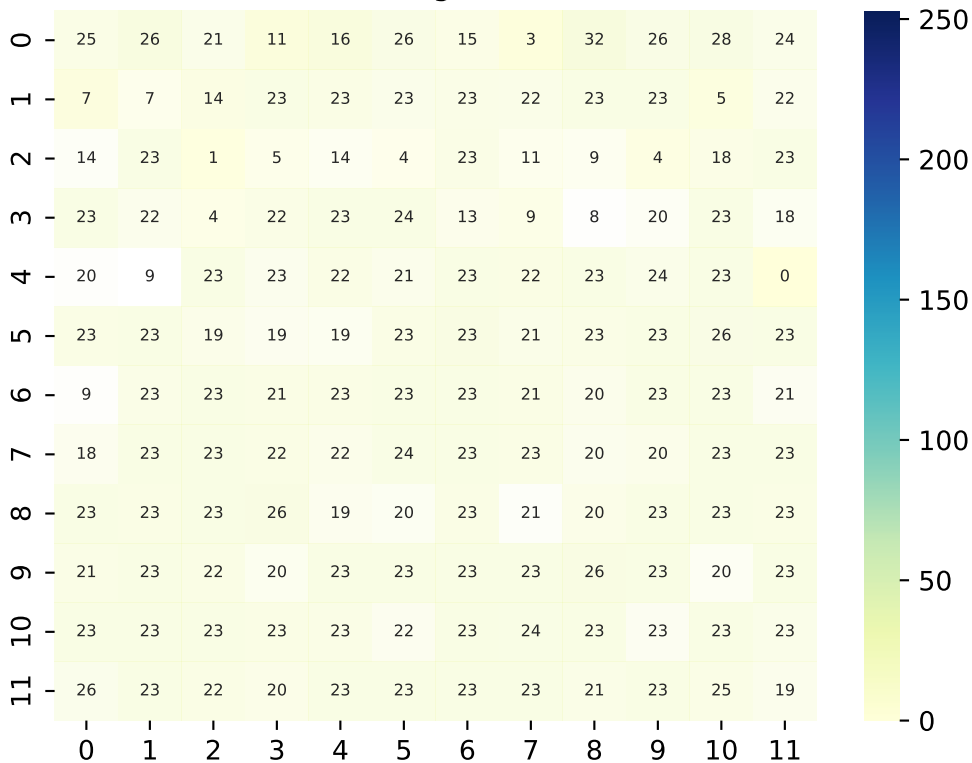 0 25 26 21 11 16 26 15 3 32 26 28 24
1 7 7 14 23 23 23 23 22 23 23 5 22
2 14 23 1 5 14 4 23 11 9 4 18 23
3 23 22 4 22 23 24 13 9 8 20 23 18
4 20 9 23 23 22 21 23 22 23 24 23 0
5 23 23 19 19 19 23 23 21 23 23 26 23
6 9 23 23 21 23 23 23 21 20 23 23 21
7 18 23 23 22 22 24 23 23 20 20 23 23
8 23 23 23 26 19 20 23 21 20 23 23 23
9 21 23 22 20 23 23 23 23 26 23 20 23
10 23 23 23 23 23 22 23 24 23 23 23 23
11 26 23 22 20 23 23 23 23 21 23 25 19
0 1 2 3 4 5 6 7 8 9 10 11
250
200
150
100
50
0